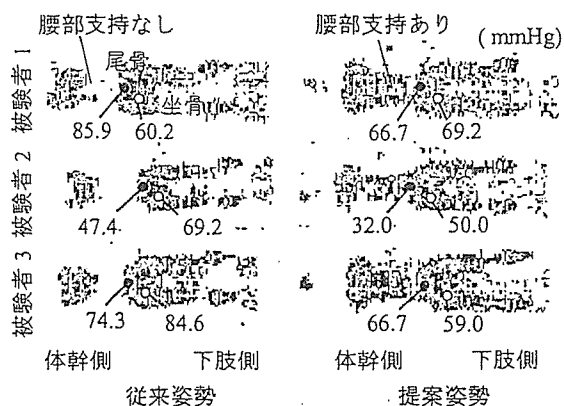 腰部支持なし 腰部支持あり (mmHg)
尾骨
坐骨
被験者 1
85.9 60.2 66.7 69.2
被験者 2
47.4 69.2 32.0 50.0
被験者 3
74.3 84.6 66.7 59.0
体幹側 下肢側 体幹側 下肢側
従来姿勢 提案姿勢